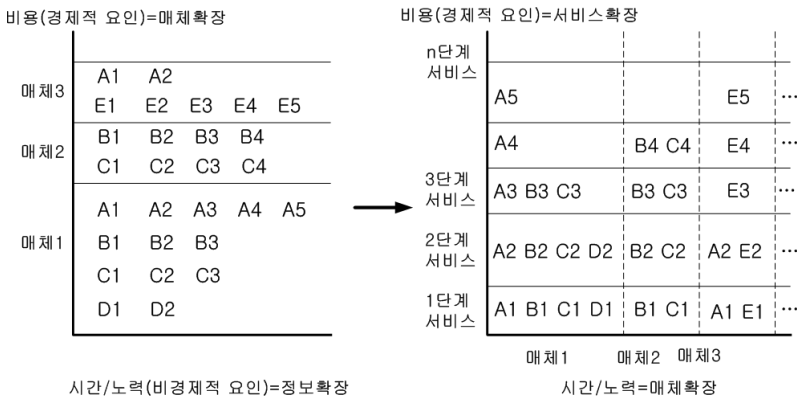 비용(경제적 요인)=매체확장
매체3
A1 A2
E1 E2 E3 E4 E5
매체2
B1 B2 B3 B4
C1 C2 C3 C4
매체1
A1 A2 A3 A4 A5
B1 B2 B3
C1 C2 C3
D1 D2
시간/노력(비경제적 요인)=정보확장
비용(경제적 요인)=서비스확장
n단계
서비스
A5 E5 ...
A4 B4 C4 E4 ...
3단계
서비스
A3 B3 C3 B3 C3 E3 ...
2단계
서비스
A2 B2 C2 D2 B2 C2 A2 E2 ...
1단계
서비스
A1 B1 C1 D1 B1 C1 A1 E1 ...
매체1 매체2 매체3
시간/노력=매체확장